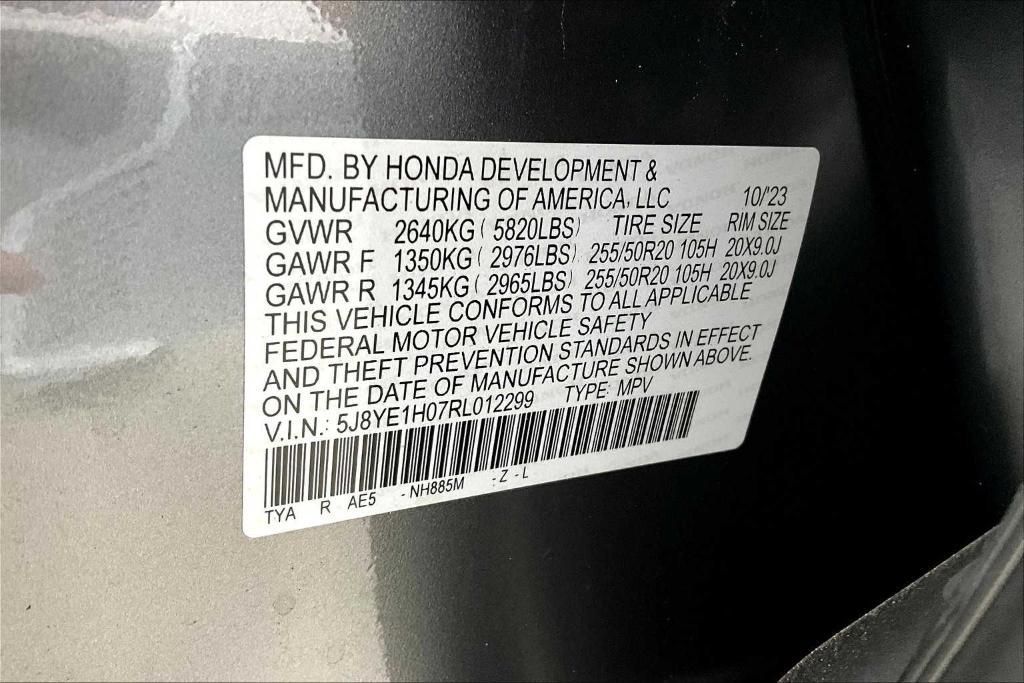 MFD. BY HONDA DEVELOPMENT &
MANUFACTURING OF AMERICA, LLC 10/'23
GVWR 2640KG ( 5820LBS) TIRE SIZE RIM SIZE
GAWR F 1350KG ( 2976LBS) 255/50R20 105H 20X9.0J
GAWR R 1345KG ( 2965LBS) 255/50R20 105H 20X9.0J
THIS VEHICLE CONFORMS TO ALL APPLICABLE
FEDERAL MOTOR VEHICLE SAFETY
AND THEFT PREVENTION STANDARDS IN EFFECT
ON THE DATE OF MANUFACTURE SHOWN ABOVE.
V.I.N.: 5J8YE1H07RL012299 TYPE: MPV
TYA R AE5 -NH885M -Z-L